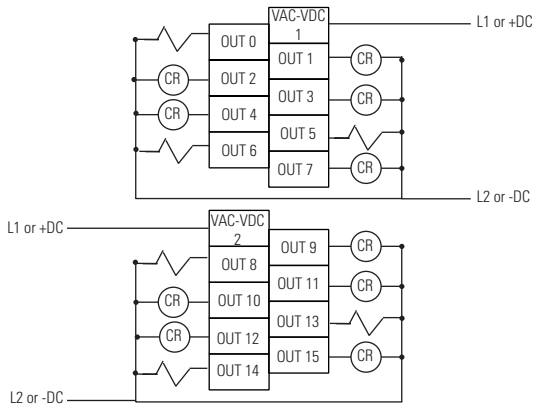 VAC-VDC
1
L1 or +DC
OUT 0
OUT 1
CR
CR
OUT 2
OUT 3
CR
CR
OUT 4
OUT 5
OUT 6
OUT 7
CR
L2 or -DC
L1 or +DC
VAC-VDC
2
OUT 9
CR
OUT 8
OUT 11
CR
CR
OUT 10
OUT 13
CR
OUT 12
OUT 15
CR
OUT 14
L2 or -DC